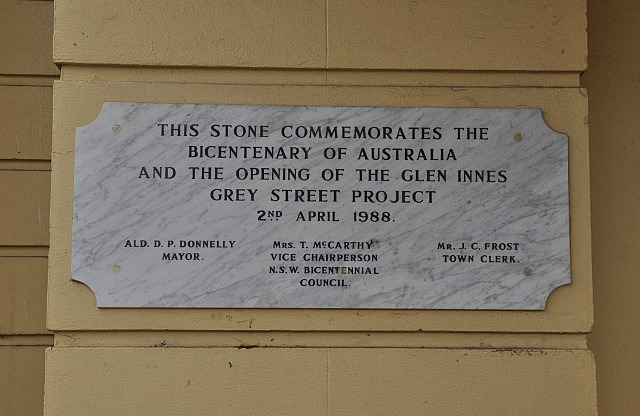 THIS STONE COMMEMORATES THE
BICENTENARY OF AUSTRALIA
AND THE OPENING OF THE GLEN INNES
GREY STREET PROJECT
2ND APRIL 1988.
ALD. D. P. DONNELLY
MAYOR.
MRS. T. McCARTHY
VICE CHAIRPERSON
N.S.W. BICENTENNIAL
COUNCIL.
MR. J. C. FROST
TOWN CLERK.